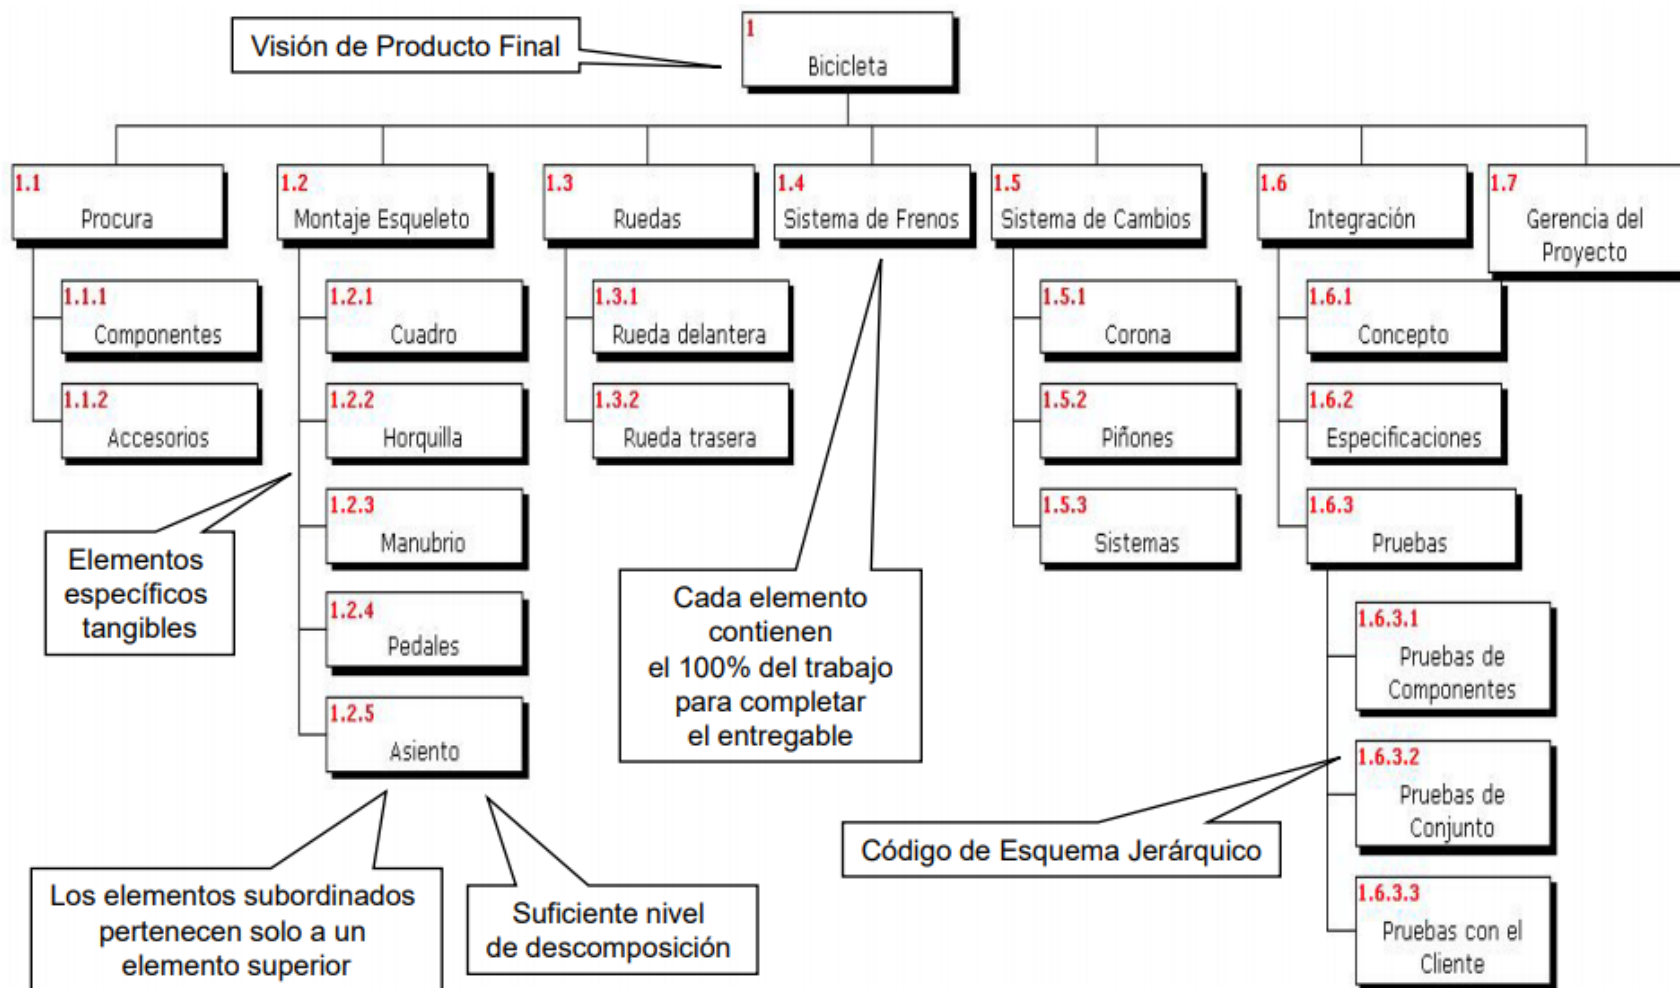 Visión de Producto Final
1
Bicicleta
1.1
Procura
1.1.1
Componentes
1.1.2
Accesorios
1.2
Montaje Esqueleto
1.2.1
Cuadro
1.2.2
Horquilla
1.2.3
Manubrio
1.2.4
Pedales
1.2.5
Asiento
1.3
Ruedas
1.3.1
Rueda delantera
1.3.2
Rueda trasera
1.4
Sistema de Frenos
1.5
Sistema de Cambios
1.5.1
Corona
1.5.2
Piñones
1.5.3
Sistemas
1.6
Integración
1.6.1
Concepto
1.6.2
Especificaciones
1.6.3
Pruebas
1.6.3.1
Pruebas de
Componentes
1.6.3.2
Pruebas de
Conjunto
1.6.3.3
Pruebas con el
Cliente
1.7
Gerencia del
Proyecto
Elementos
específicos
tangibles
Cada elemento
contienen
el 100% del trabajo
para completar
el entregable
Código de Esquema Jerárquico
Los elementos subordinados
pertenecen solo a un
elemento superior
Suficiente nivel
de descomposición